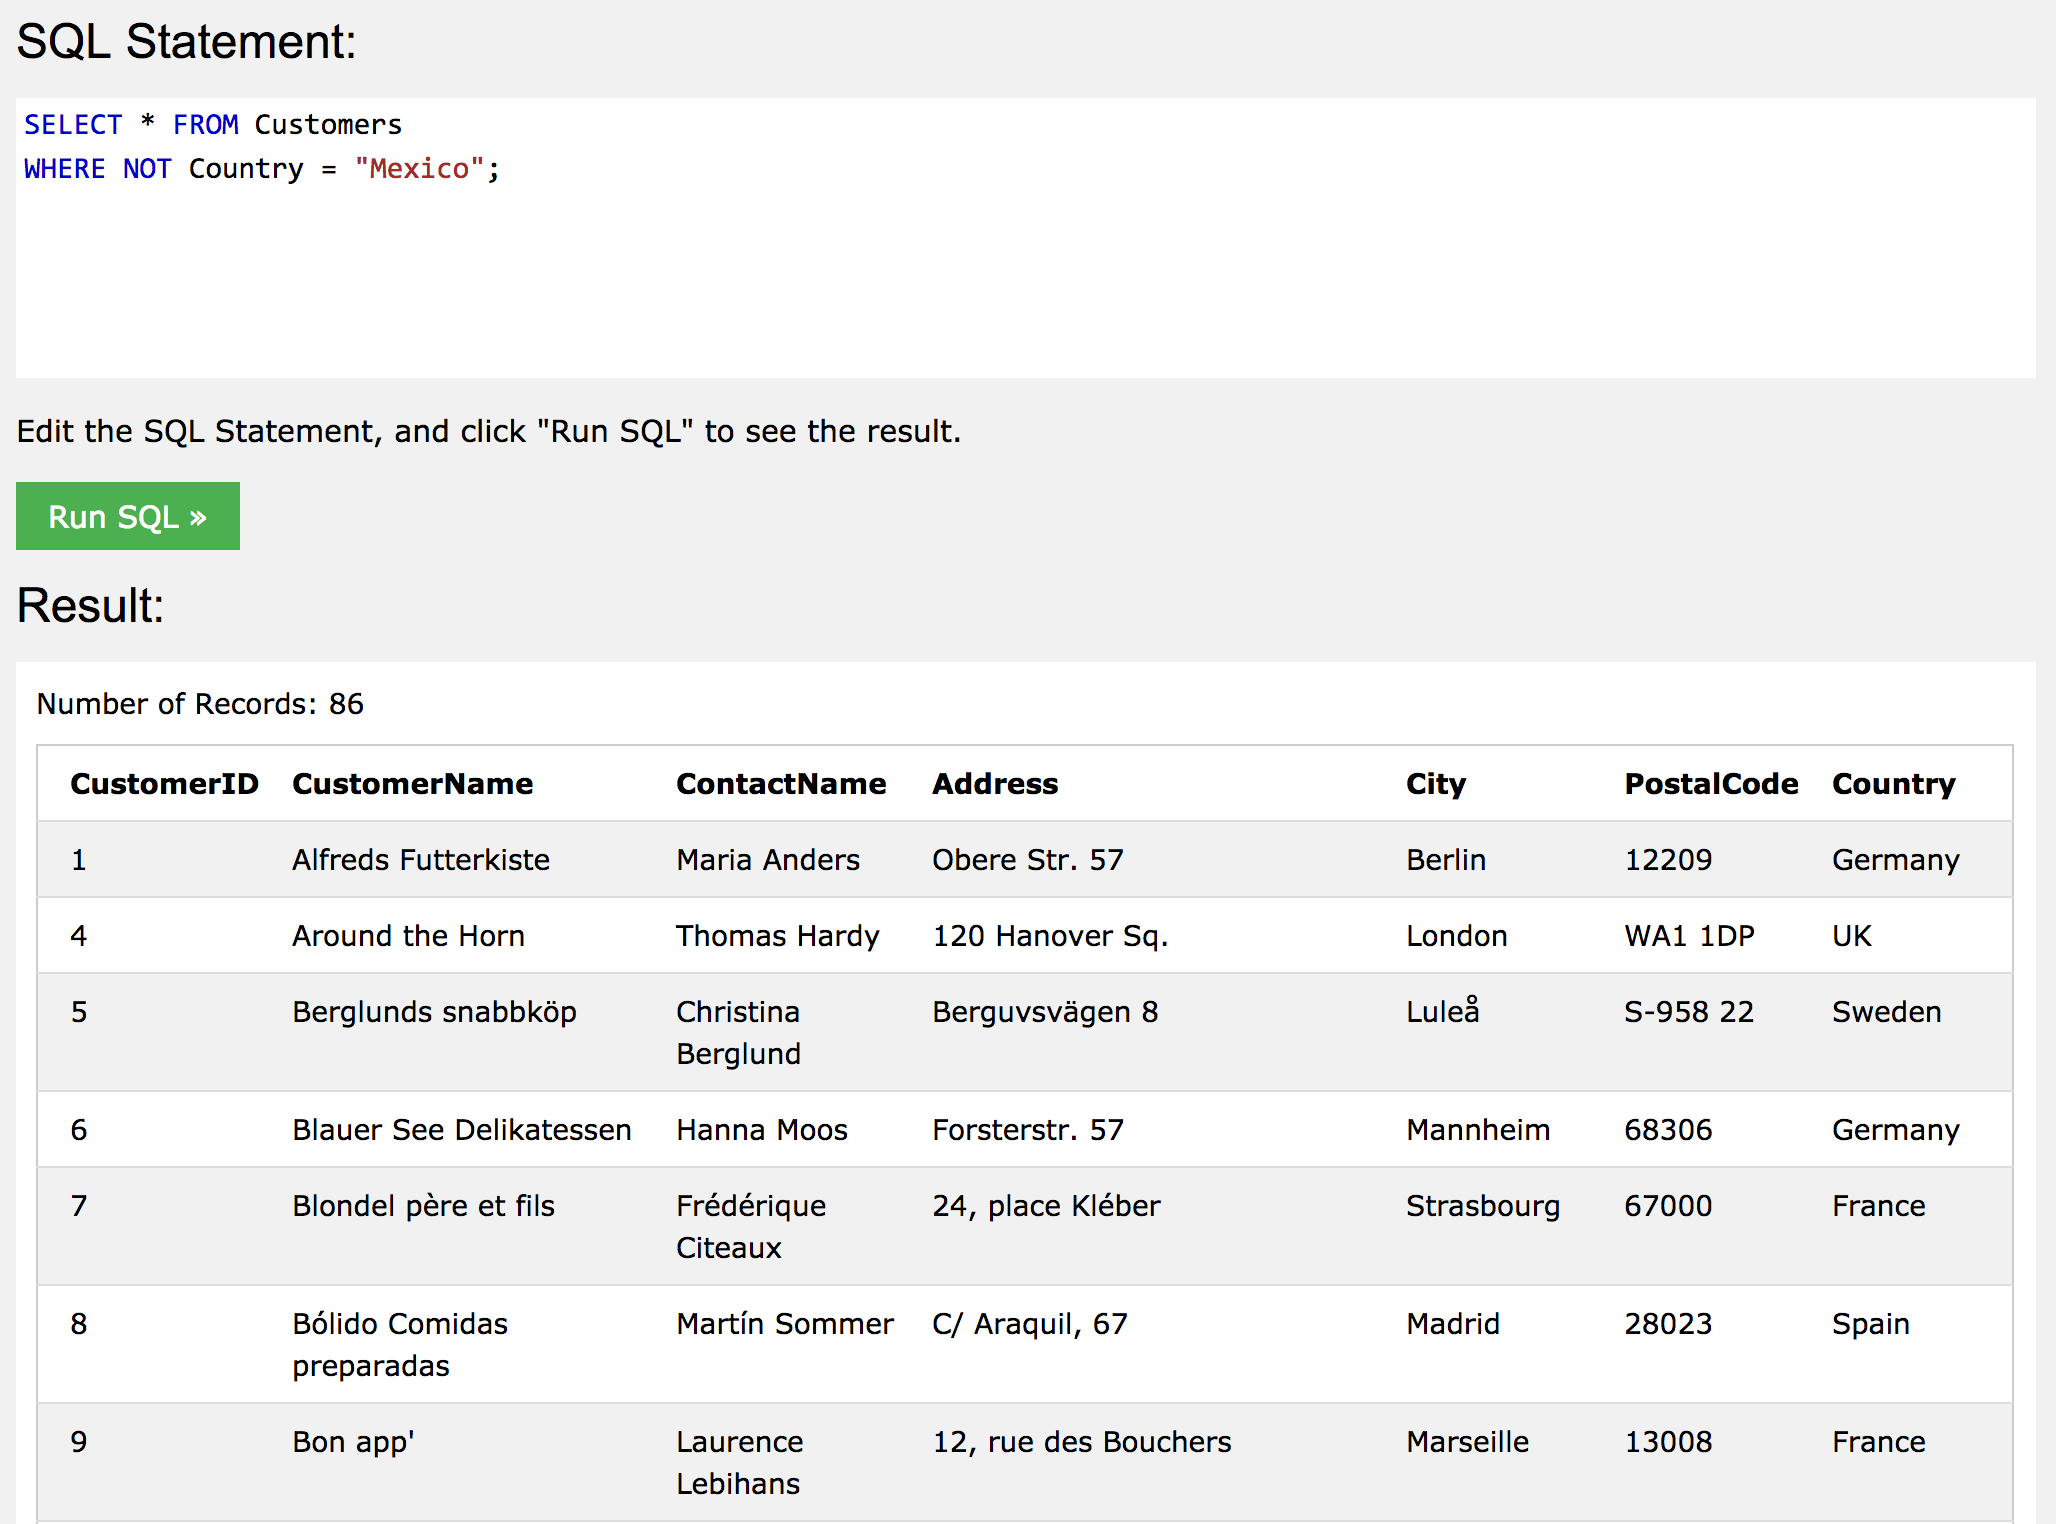 SQL Statement:
SELECT * FROM Customers
WHERE NOT Country = "Mexico";
Edit the SQL Statement, and click "Run SQL" to see the result.
Run SQL »
Result:
Number of Records: 86
CustomerID CustomerName ContactName Address City PostalCode Country
1 Alfreds Futterkiste Maria Anders Obere Str. 57 Berlin 12209 Germany
4 Around the Horn Thomas Hardy 120 Hanover Sq. London WA1 1DP UK
5 Berglunds snabbköp Christina Berguvsvägen 8 Luleå S-958 22 Sweden
Berglund
6 Blauer See Delikatessen Hanna Moos Forsterstr. 57 Mannheim 68306 Germany
7 Blondel père et fils Frédérique 24, place Kléber Strasbourg 67000 France
Citeaux
8 Bólido Comidas Martín Sommer C/ Araquil, 67 Madrid 28023 Spain
preparadas
9 Bon app' Laurence 12, rue des Bouchers Marseille 13008 France
Lebihans